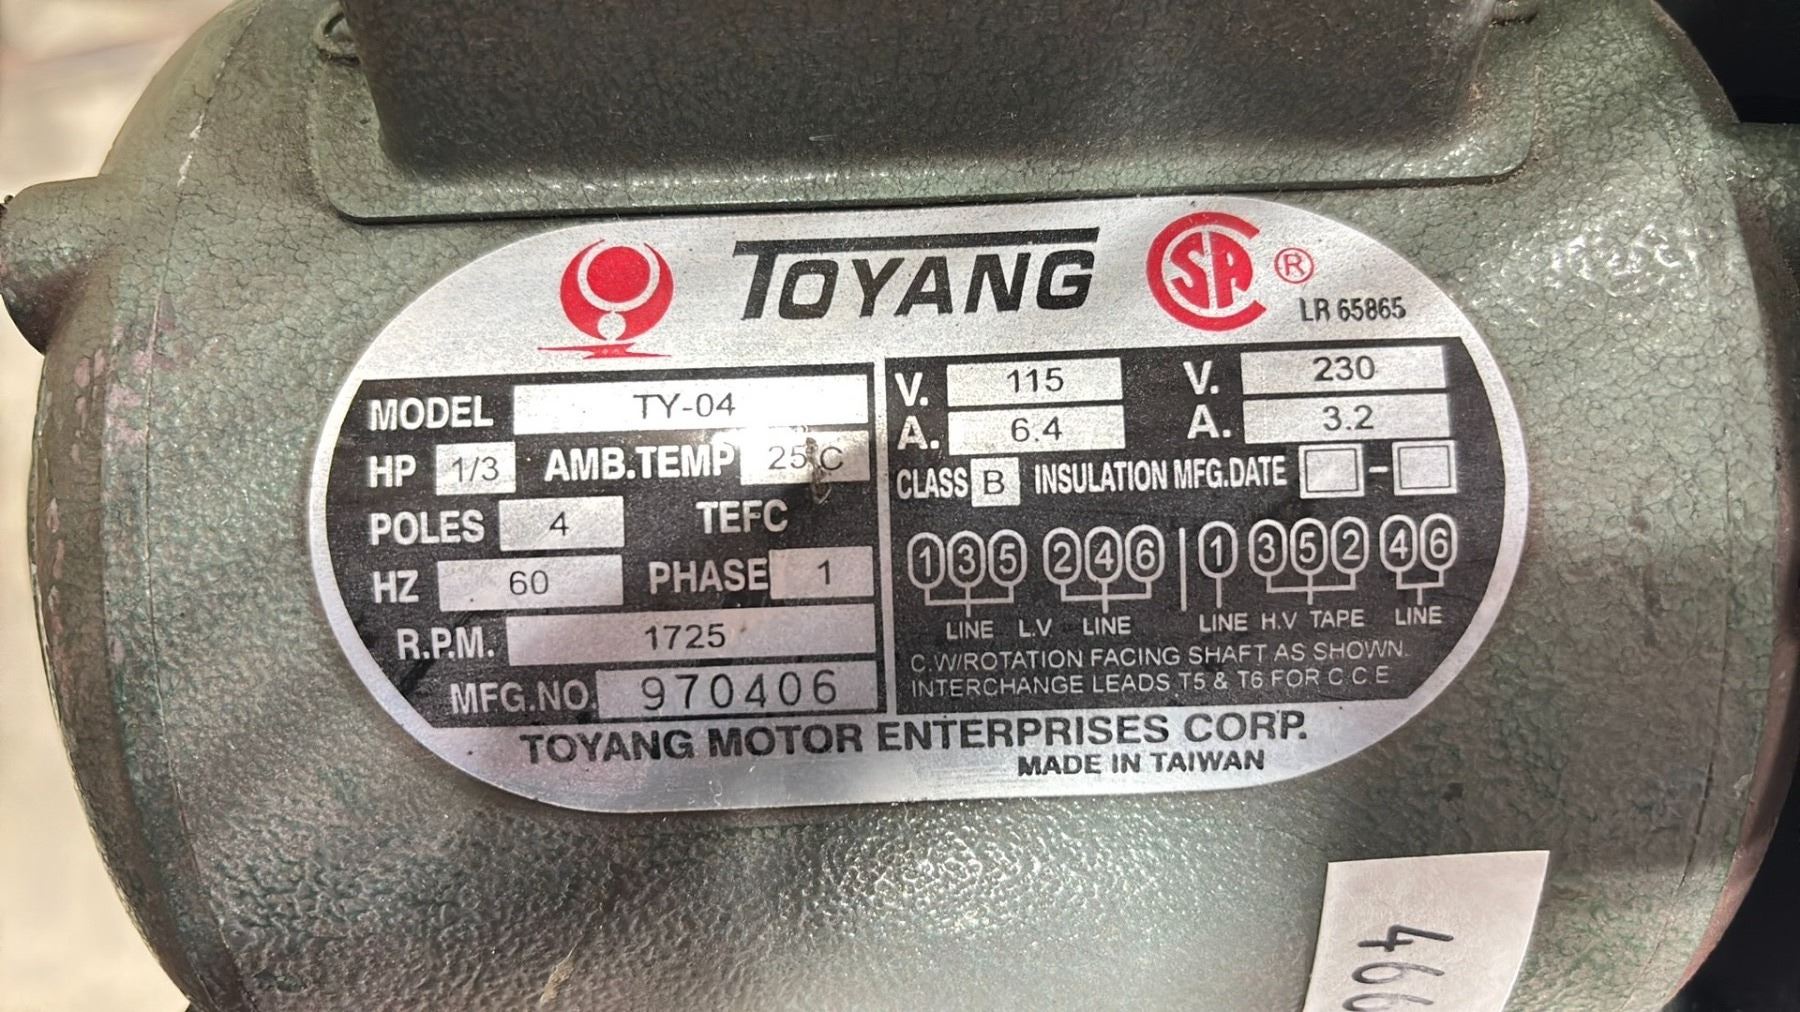 TOYANG
SA ®
LR 65865
MODEL TY-04
HP 1/3 AMB.TEMP 25°C
POLES 4 TEFC
HZ 60 PHASE 1
R.P.M. 1725
MFG.NO. 970406
V. 115 V. 230
A. 6.4 A. 3.2
CLASS B INSULATION MFG.DATE -
1 3 5 2 4 6 | 1 3 5 2 4 6
LINE L.V LINE LINE H.V TAPE LINE
C.W/ROTATION FACING SHAFT AS SHOWN.
INTERCHANGE LEADS T5 & T6 FOR C C E
TOYANG MOTOR ENTERPRISES CORP.
MADE IN TAIWAN
466